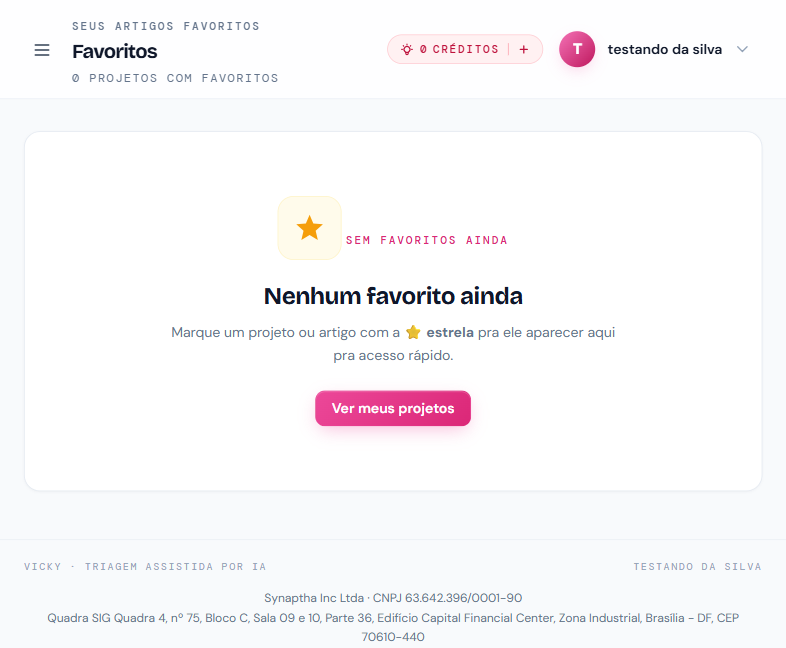 SEUS ARTIGOS FAVORITOS
Favoritos
0 PROJETOS COM FAVORITOS
0 CRÉDITOS +
T
testando da silva
SEM FAVORITOS AINDA
Nenhum favorito ainda
Marque um projeto ou artigo com a ⭐ estrela pra ele aparecer aqui
pra acesso rápido.
Ver meus projetos
VICKY · TRIAGEM ASSISTIDA POR IA
TESTANDO DA SILVA
Synaptha Inc Ltda · CNPJ 63.642.396/0001-90
Quadra SIG Quadra 4, nº 75, Bloco C, Sala 09 e 10, Parte 36, Edifício Capital Financial Center, Zona Industrial, Brasília - DF, CEP
70610-440